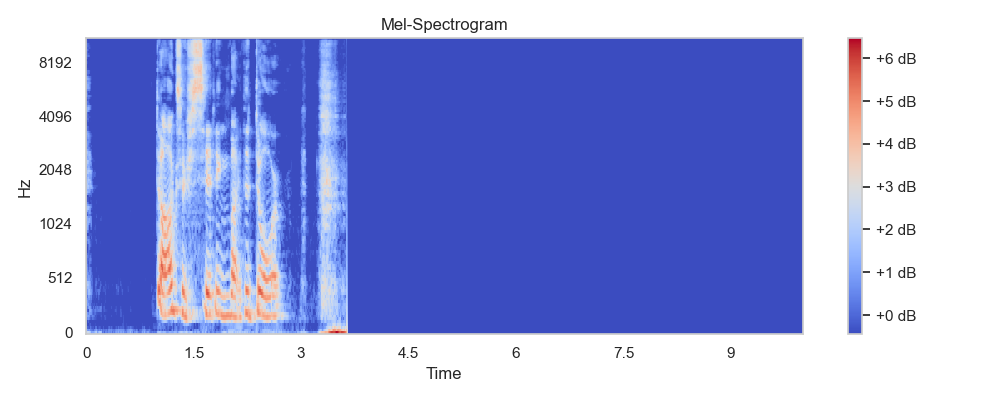 Mel-Spectrogram
8192
4096
2048
1024
512
0
Hz
0 1.5 3 4.5 6 7.5 9
Time
+6 dB
+5 dB
+4 dB
+3 dB
+2 dB
+1 dB
+0 dB